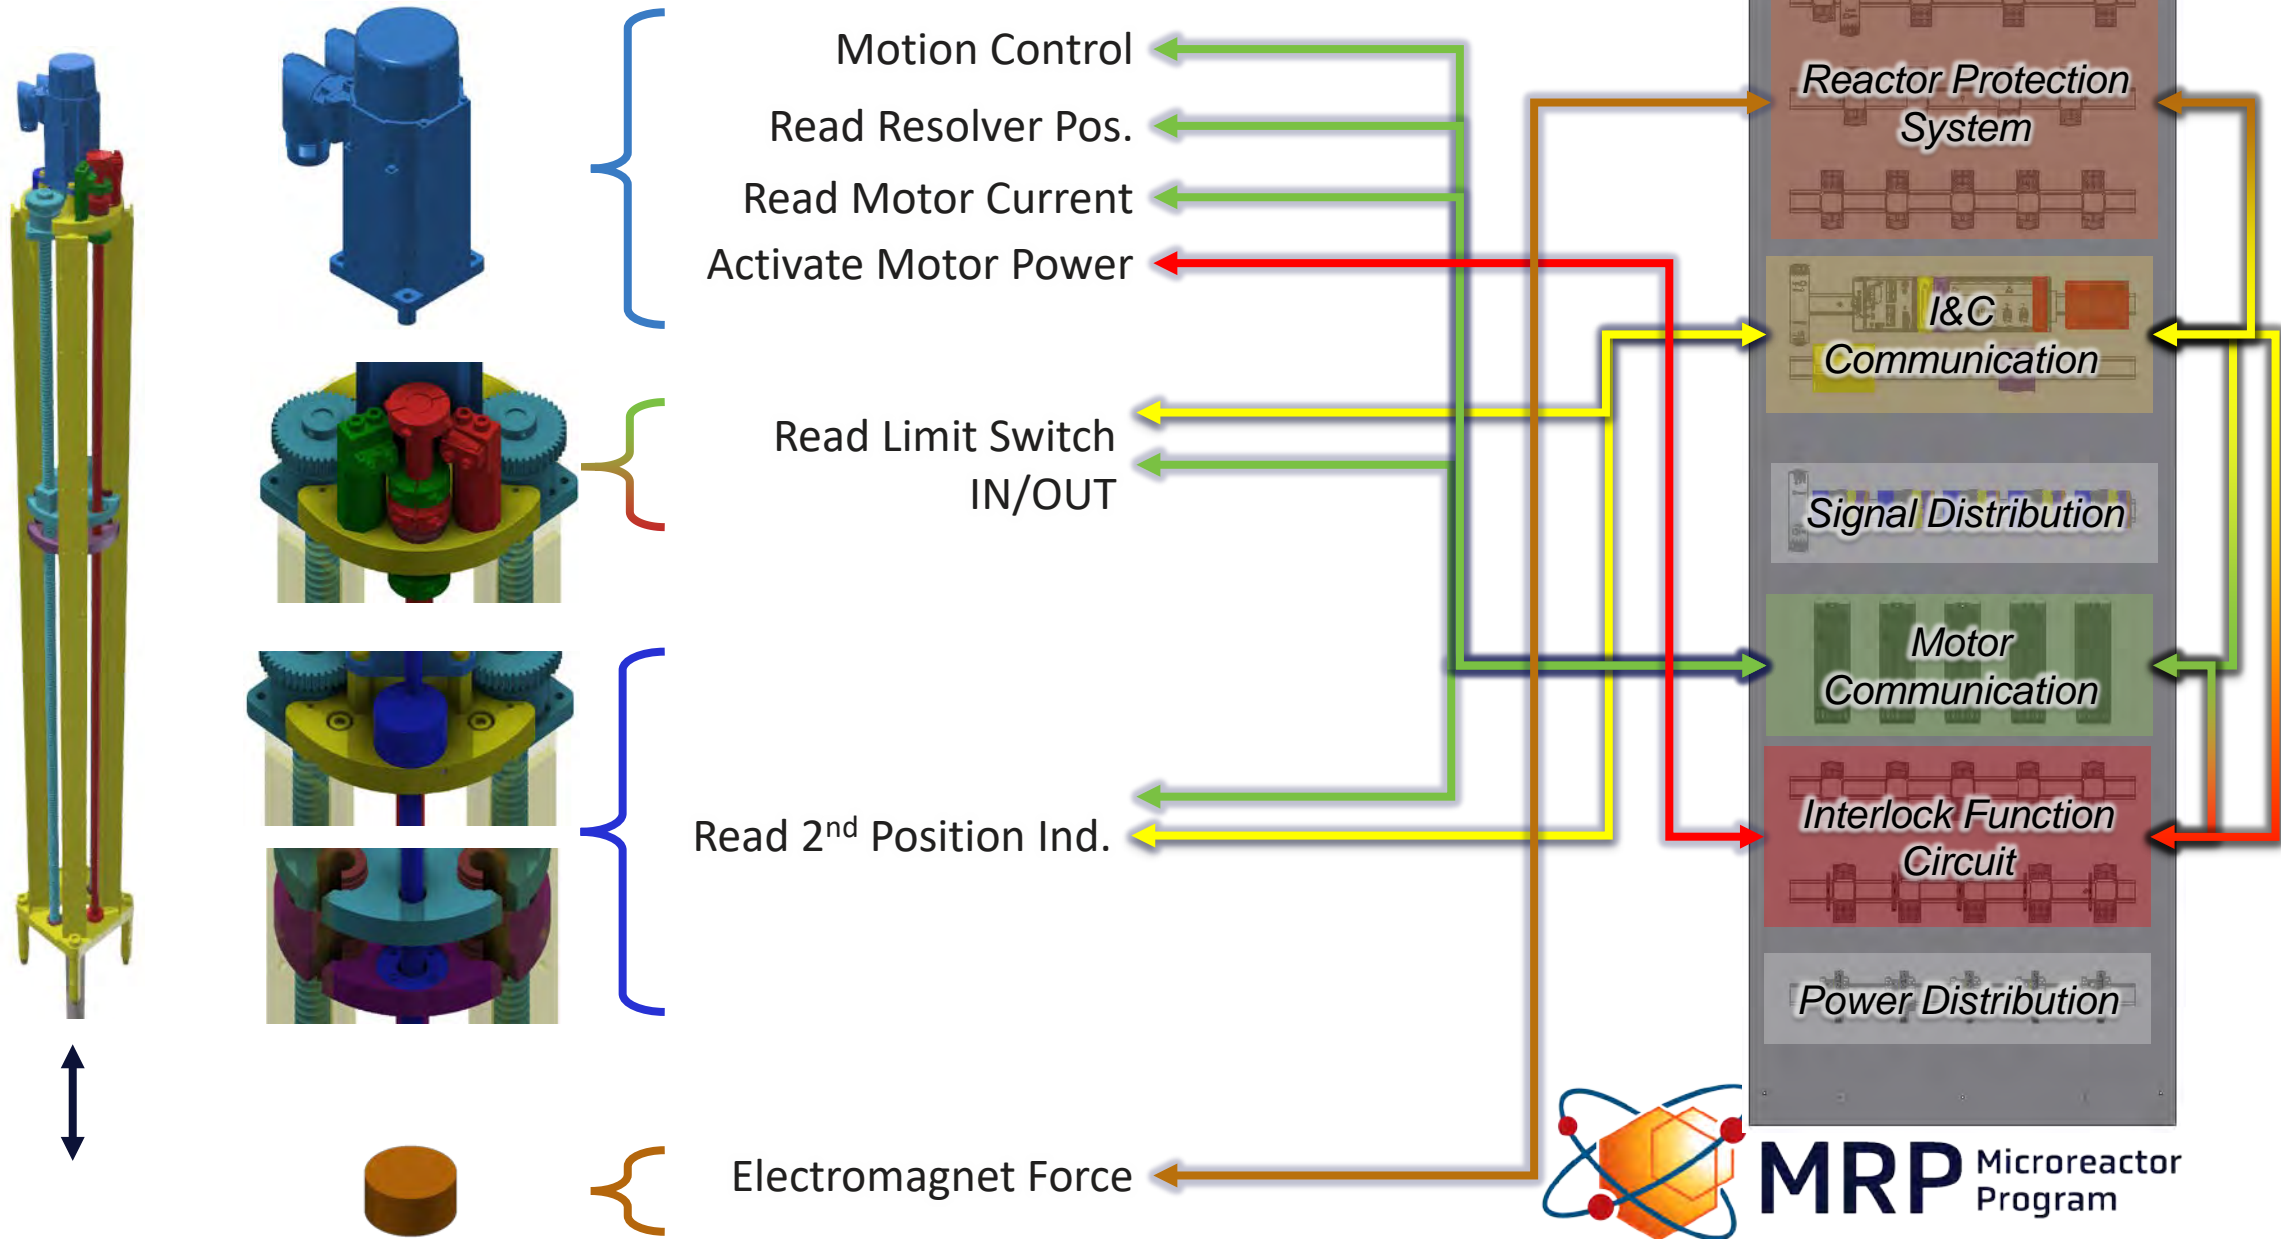 Motion Control
Read Resolver Pos.
Read Motor Current
Activate Motor Power
Read Limit Switch
IN/OUT
Read 2nd Position Ind.
Electromagnet Force
Reactor Protection
System
I&C
Communication
Signal Distribution
Motor
Communication
Interlock Function
Circuit
Power Distribution
MRP Microreactor
Program